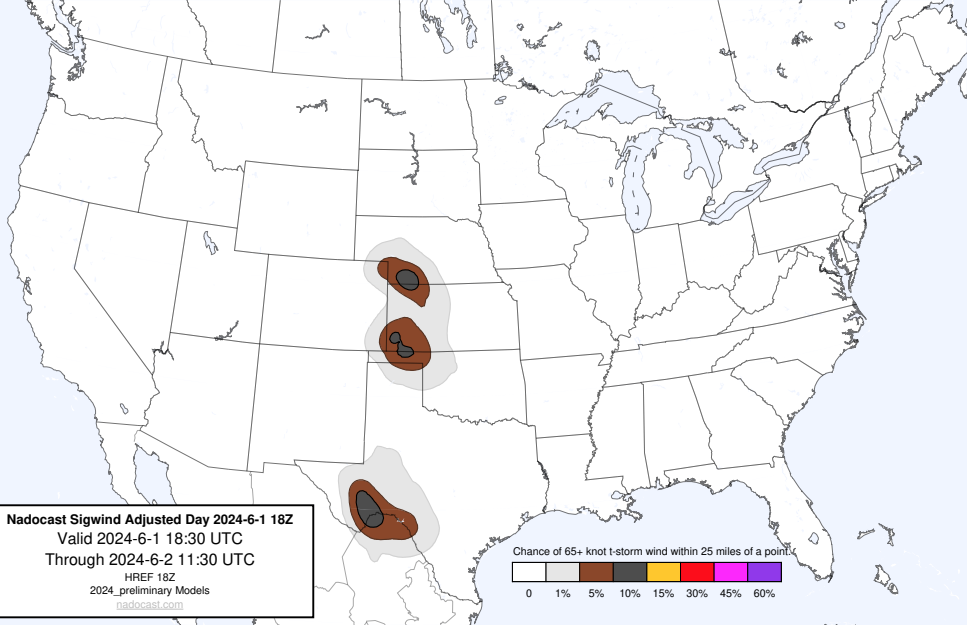 Nadocast Sigwind Adjusted Day 2024-6-1 18Z
Valid 2024-6-1 18:30 UTC
Through 2024-6-2 11:30 UTC
HREF 18Z
2024_preliminary Models
nadocast.com
Chance of 65+ knot t-storm wind within 25 miles of a point.
0 1% 5% 10% 15% 30% 45% 60%